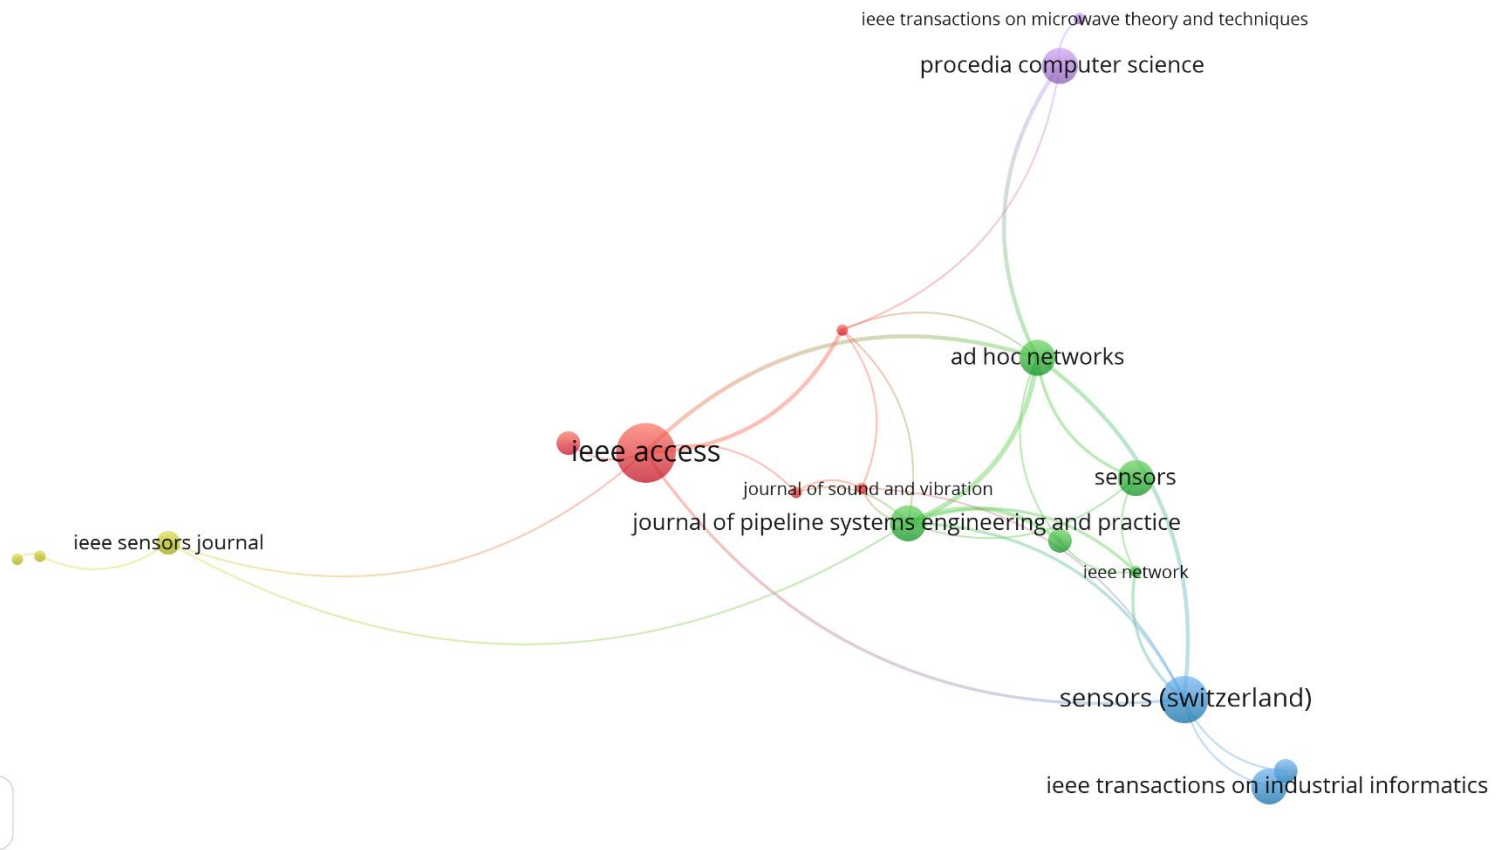 ieee transactions on microwave theory and techniques
procedia computer science
ad hoc networks
ieee access
sensors
journal of sound and vibration
journal of pipeline systems engineering and practice
ieee sensors journal
ieee network
sensors (switzerland)
ieee transactions on industrial informatics